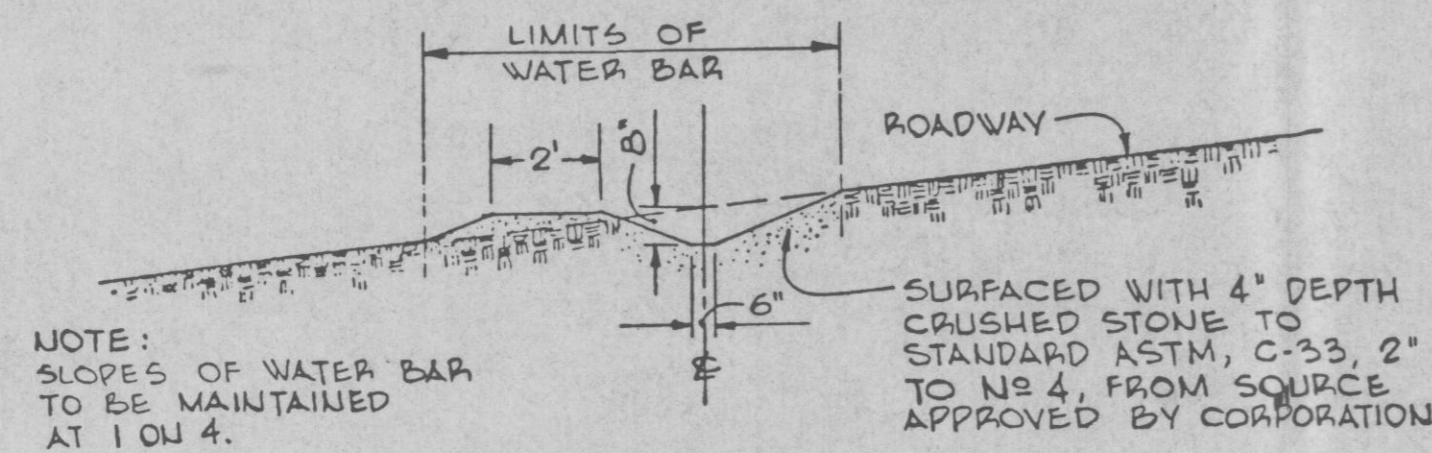 LIMITS OF
WATER BAR
ROADWAY
2'
8"
6"
℄
SURFACED WITH 4" DEPTH
CRUSHED STONE TO
STANDARD ASTM, C-33, 2"
TO Nº 4, FROM SOURCE
APPROVED BY CORPORATION
NOTE:
SLOPES OF WATER BAR
TO BE MAINTAINED
AT 1 ON 4.